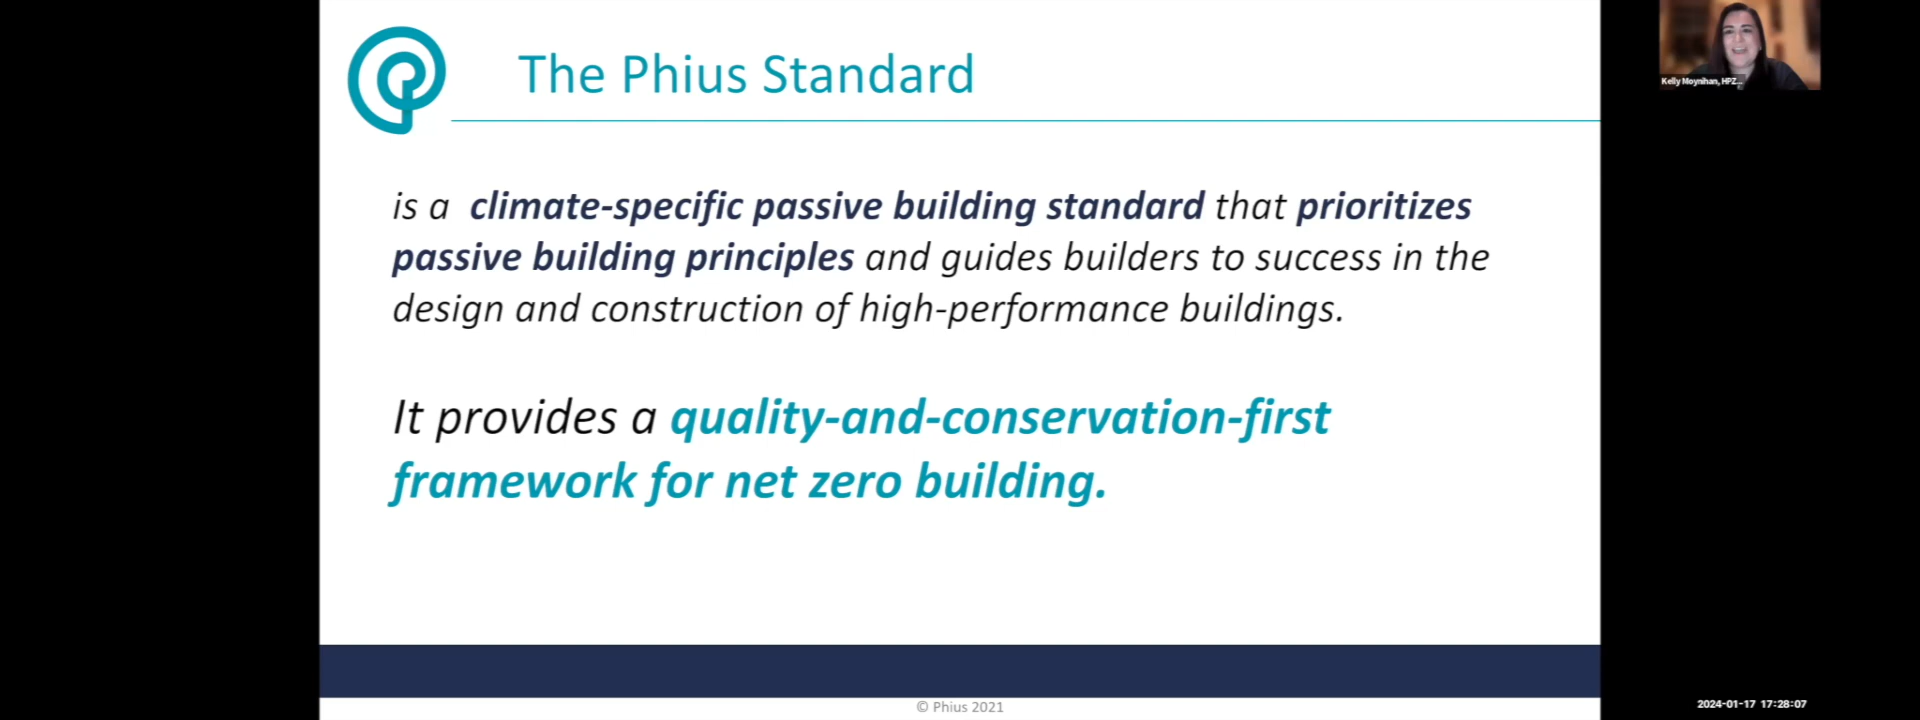 The Phius Standard
is a climate-specific passive building standard that prioritizes
passive building principles and guides builders to success in the
design and construction of high-performance buildings.
It provides a quality-and-conservation-first
framework for net zero building.
© Phius 2021
Kelly Moynihan, HPZ...
2024-01-17 17:28:07